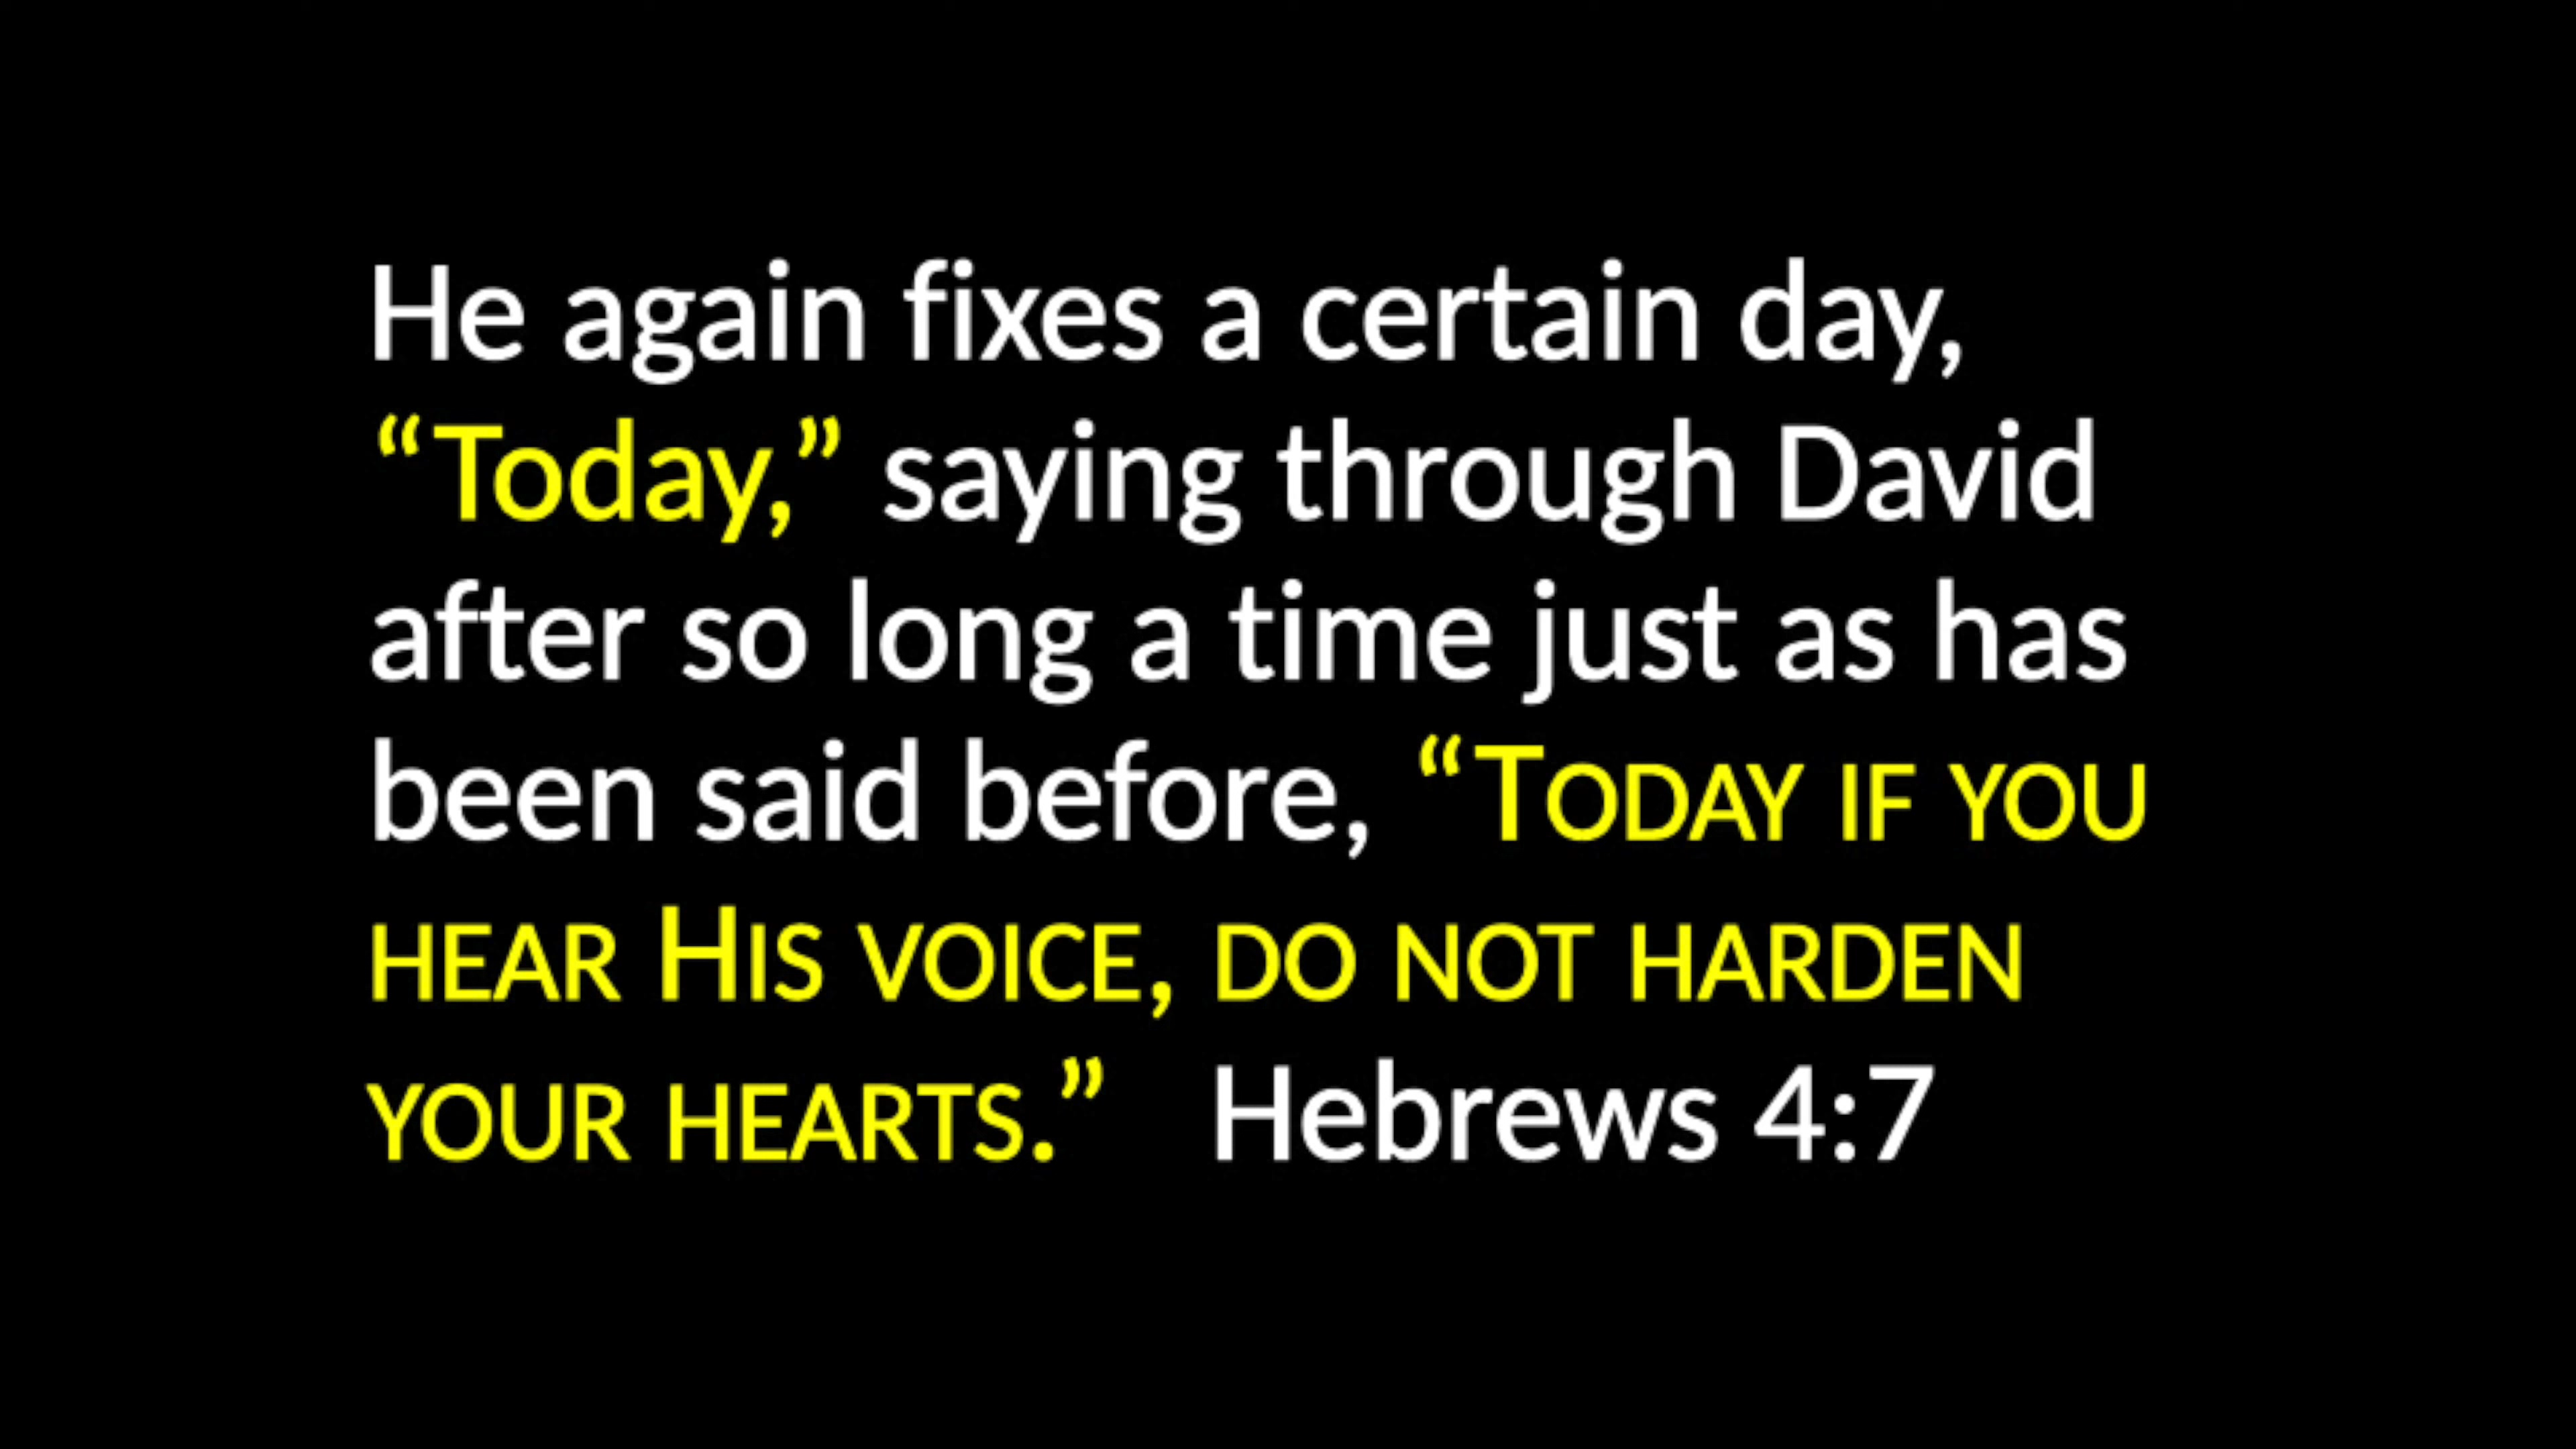 He again fixes a certain day,
“Today,” saying through David
after so long a time just as has
been said before, “TODAY IF YOU
HEAR HIS VOICE, DO NOT HARDEN
YOUR HEARTS.” Hebrews 4:7